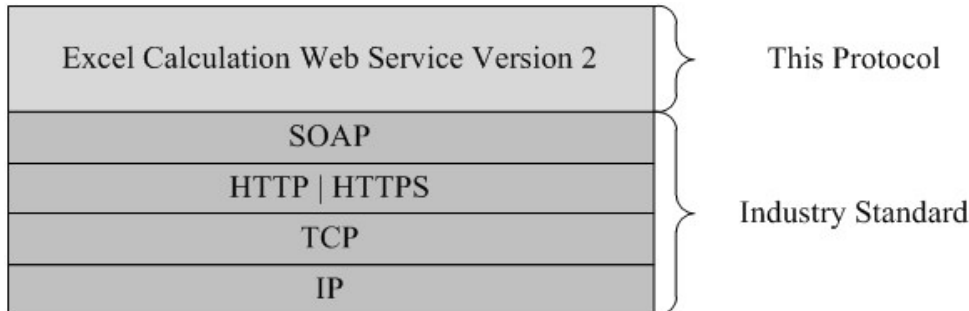 Excel Calculation Web Service Version 2
This Protocol
SOAP
HTTP | HTTPS
TCP
IP
Industry Standard